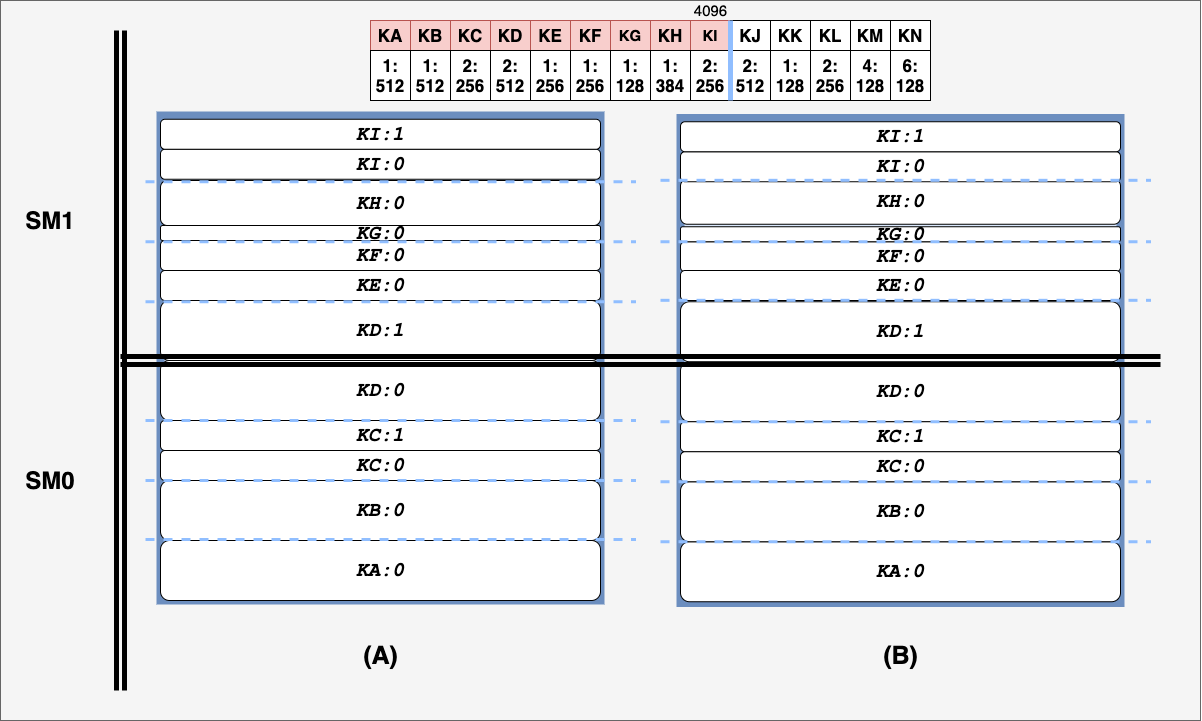 4096
KA KB KC KD KE KF KG KH KI KJ KK KL KM KN
1: 1: 2: 2: 1: 1: 1: 1: 2: 2: 1: 2: 4: 6:
512 512 256 512 256 256 128 384 256 512 128 256 128 128
KI:1 KI:1
KI:0 KI:0
KH:0 KH:0
SM1
KG:0 KG:0
KF:0 KF:0
KE:0 KE:0
KD:1 KD:1
KD:0 KD:0
KC:1 KC:1
KC:0 KC:0
SM0
KB:0 KB:0
KA:0 KA:0
(A) (B)